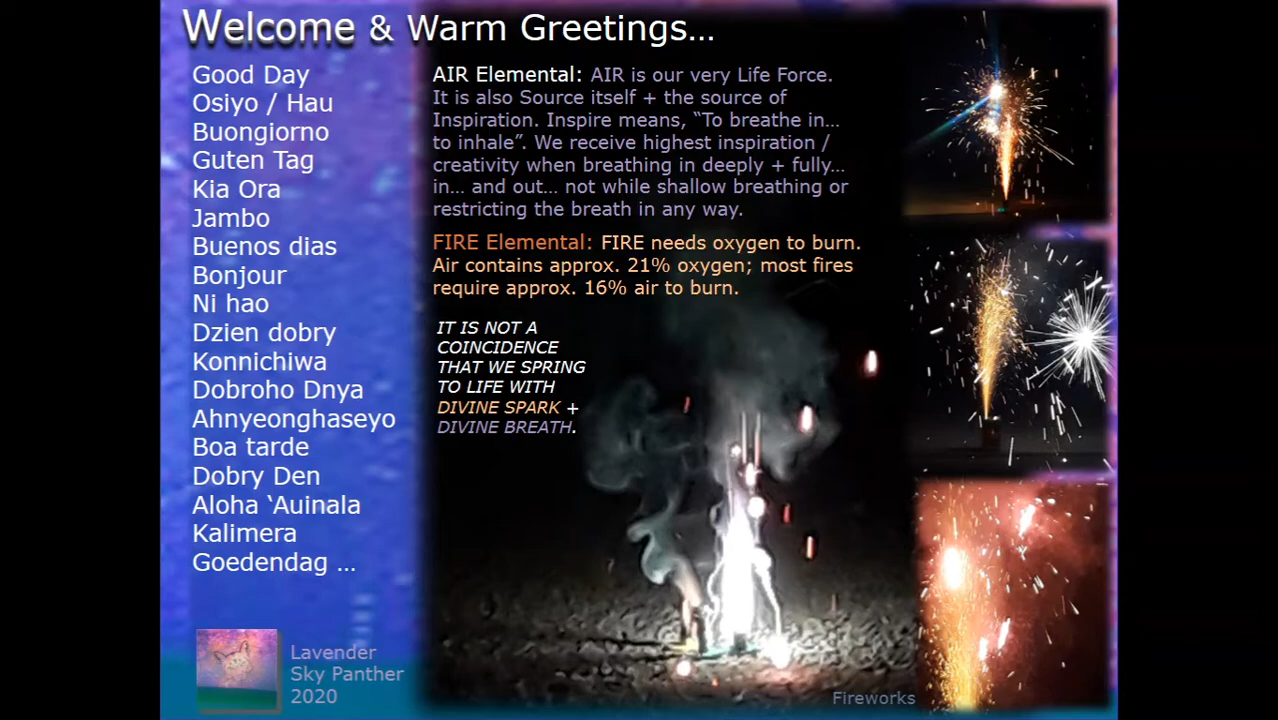 Welcome & Warm Greetings...
Good Day
Osiyo / Hau
Buongiorno
Guten Tag
Kia Ora
Jambo
Buenos dias
Bonjour
Ni hao
Dzien dobry
Konnichiwa
Dobroho Dnya
Ahnyeonghaseyo
Boa tarde
Dobry Den
Aloha ‘Auinala
Kalimera
Goedendag ...
Lavender
Sky Panther
2020
AIR Elemental: AIR is our very Life Force.
It is also Source itself + the source of
Inspiration. Inspire means, “To breathe in...
to inhale”. We receive highest inspiration /
creativity when breathing in deeply + fully...
in... and out... not while shallow breathing or
restricting the breath in any way.
FIRE Elemental: FIRE needs oxygen to burn.
Air contains approx. 21% oxygen; most fires
require approx. 16% air to burn.
IT IS NOT A
COINCIDENCE
THAT WE SPRING
TO LIFE WITH
DIVINE SPARK +
DIVINE BREATH.
Fireworks